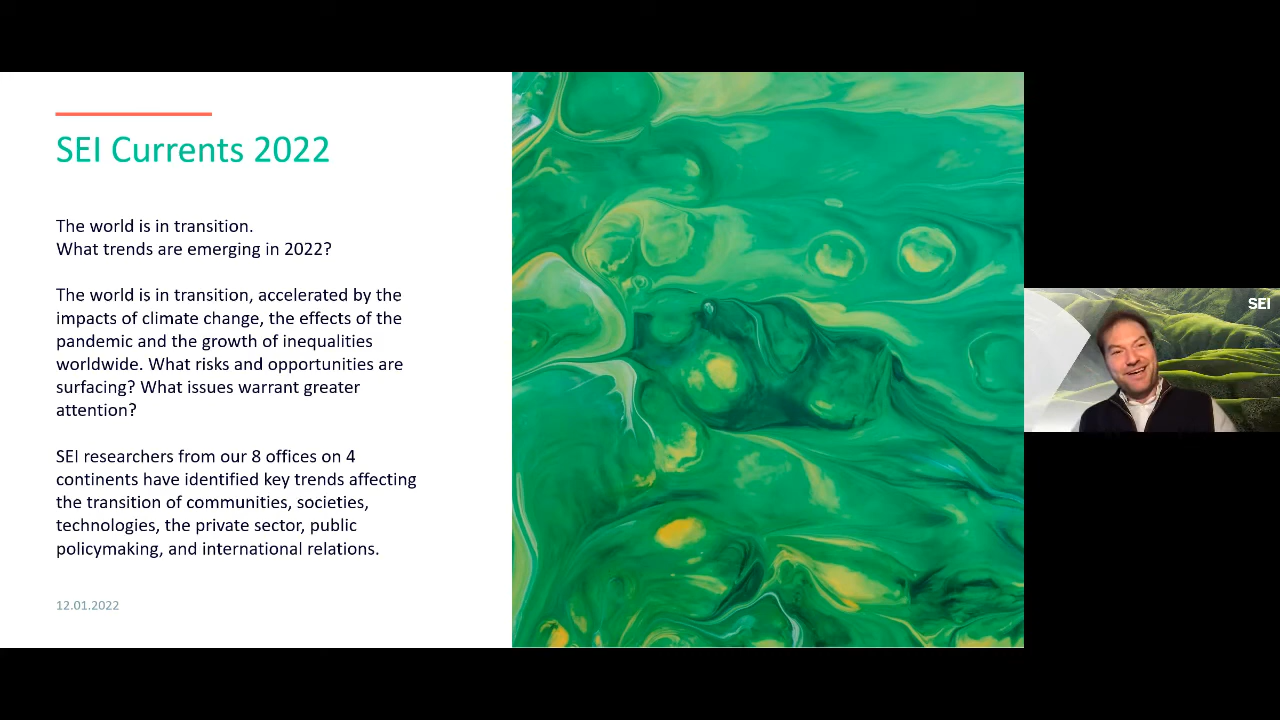 SEI Currents 2022
The world is in transition.
What trends are emerging in 2022?
The world is in transition, accelerated by the
impacts of climate change, the effects of the
pandemic and the growth of inequalities
worldwide. What risks and opportunities are
surfacing? What issues warrant greater
attention?
SEI researchers from our 8 offices on 4
continents have identified key trends affecting
the transition of communities, societies,
technologies, the private sector, public
policymaking, and international relations.
12.01.2022
SEI